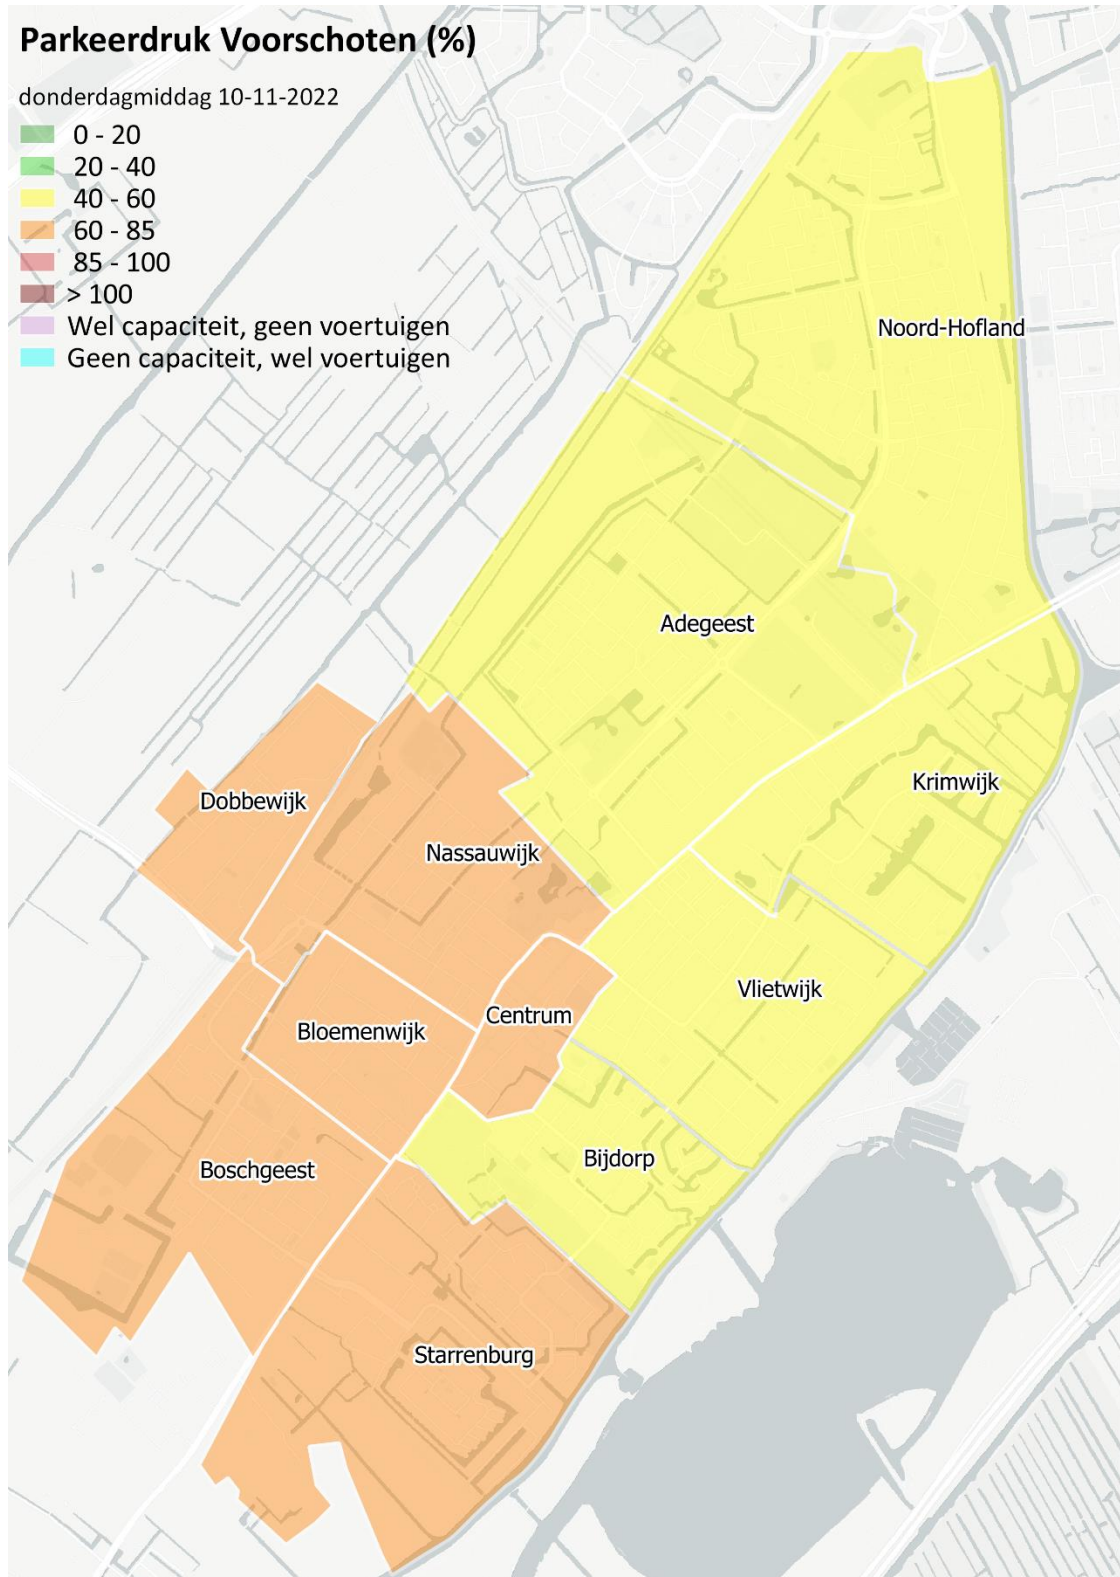 Parkeerdruk Voorschoten (%)
donderdagmiddag 10-11-2022
0 - 20
20 - 40
40 - 60
60 - 85
85 - 100
> 100
Wel capaciteit, geen voertuigen
Geen capaciteit, wel voertuigen
Noord-Hofland
Adegeest
Krimwijk
Dobbewijk
Nassauwijk
Vlietwijk
Centrum
Bloemenwijk
Bijdorp
Boschgeest
Starrenburg